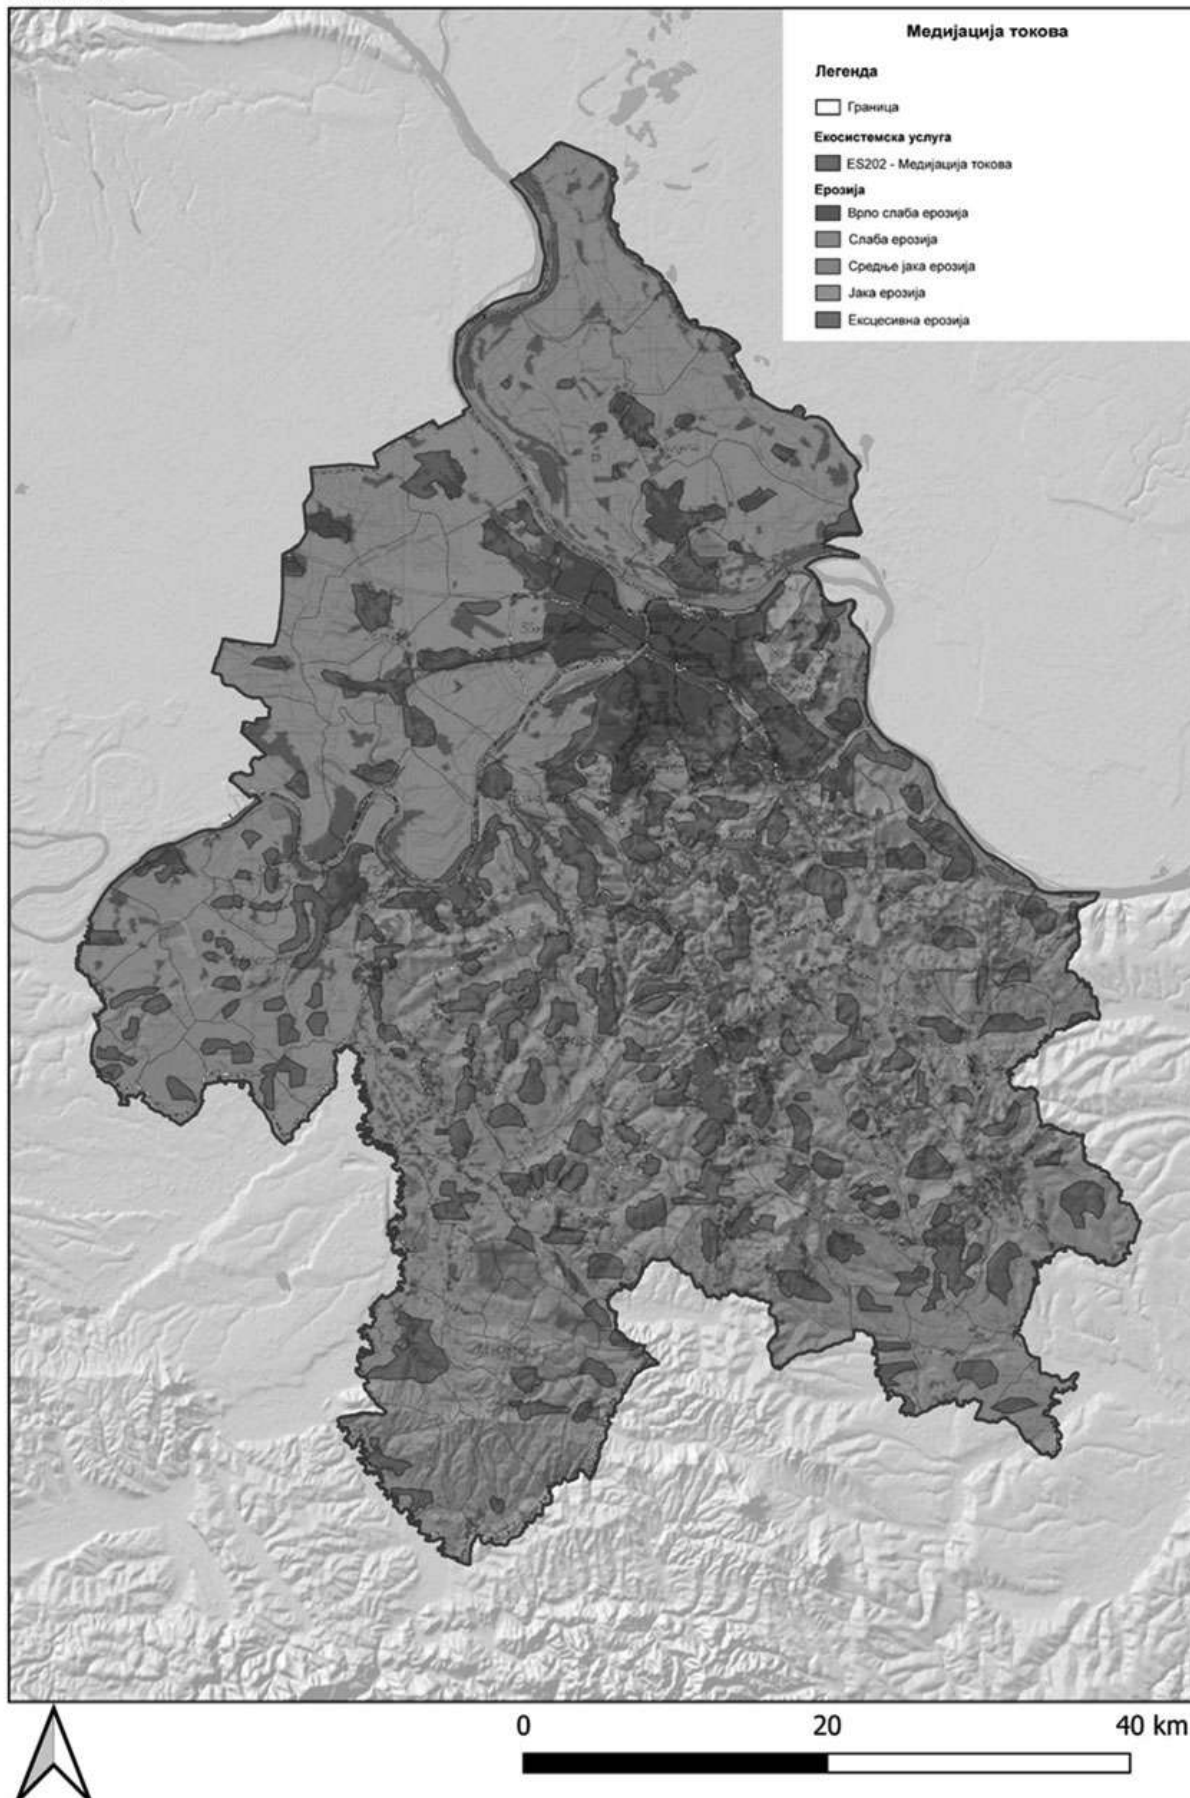 Медијација токова
Легенда
Граница
Екосистемска услуга
ES202 - Медијација токова
Ерозија
Врло слаба ерозија
Слаба ерозија
Средње јака ерозија
Јака ерозија
Ексцесивна ерозија
0 20 40 km